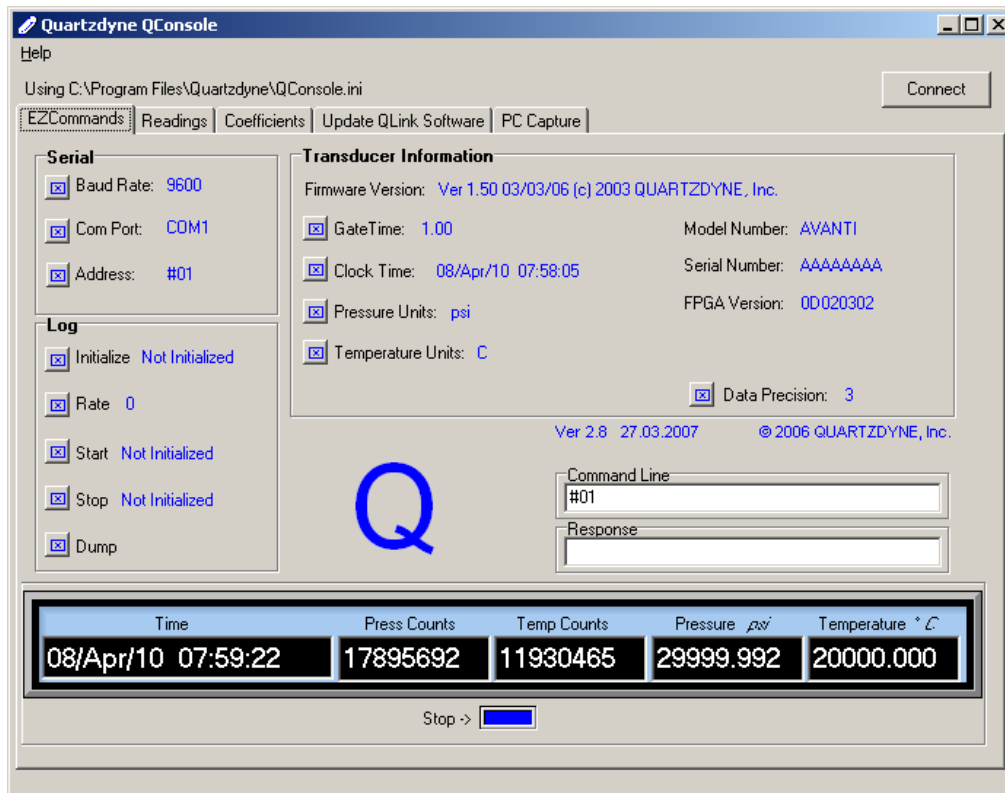 Quartzdyne QConsole
Help
Using C:\Program Files\Quartzdyne\QConsole.ini
Connect
EZCommands Readings Coefficients Update QLink Software PC Capture
Serial
Baud Rate: 9600
Com Port: COM1
Address: #01
Transducer Information
Firmware Version: Ver 1.50 03/03/06 (c) 2003 QUARTZDYNE, Inc.
GateTime: 1.00
Model Number: AVANTI
Clock Time: 08/Apr/10 07:58:05
Serial Number: AAAAAAAA
Pressure Units: psi
FPGA Version: 0D020302
Temperature Units: C
Data Precision: 3
Log
Initialize Not Initialized
Rate 0
Start Not Initialized
Stop Not Initialized
Dump
Ver 2.8 27.03.2007 © 2006 QUARTZDYNE, Inc.
Q
Command Line
#01
Response
Time Press Counts Temp Counts Pressure psi Temperature °C
08/Apr/10 07:59:22 17895692 11930465 29999.992 20000.000
Stop ->